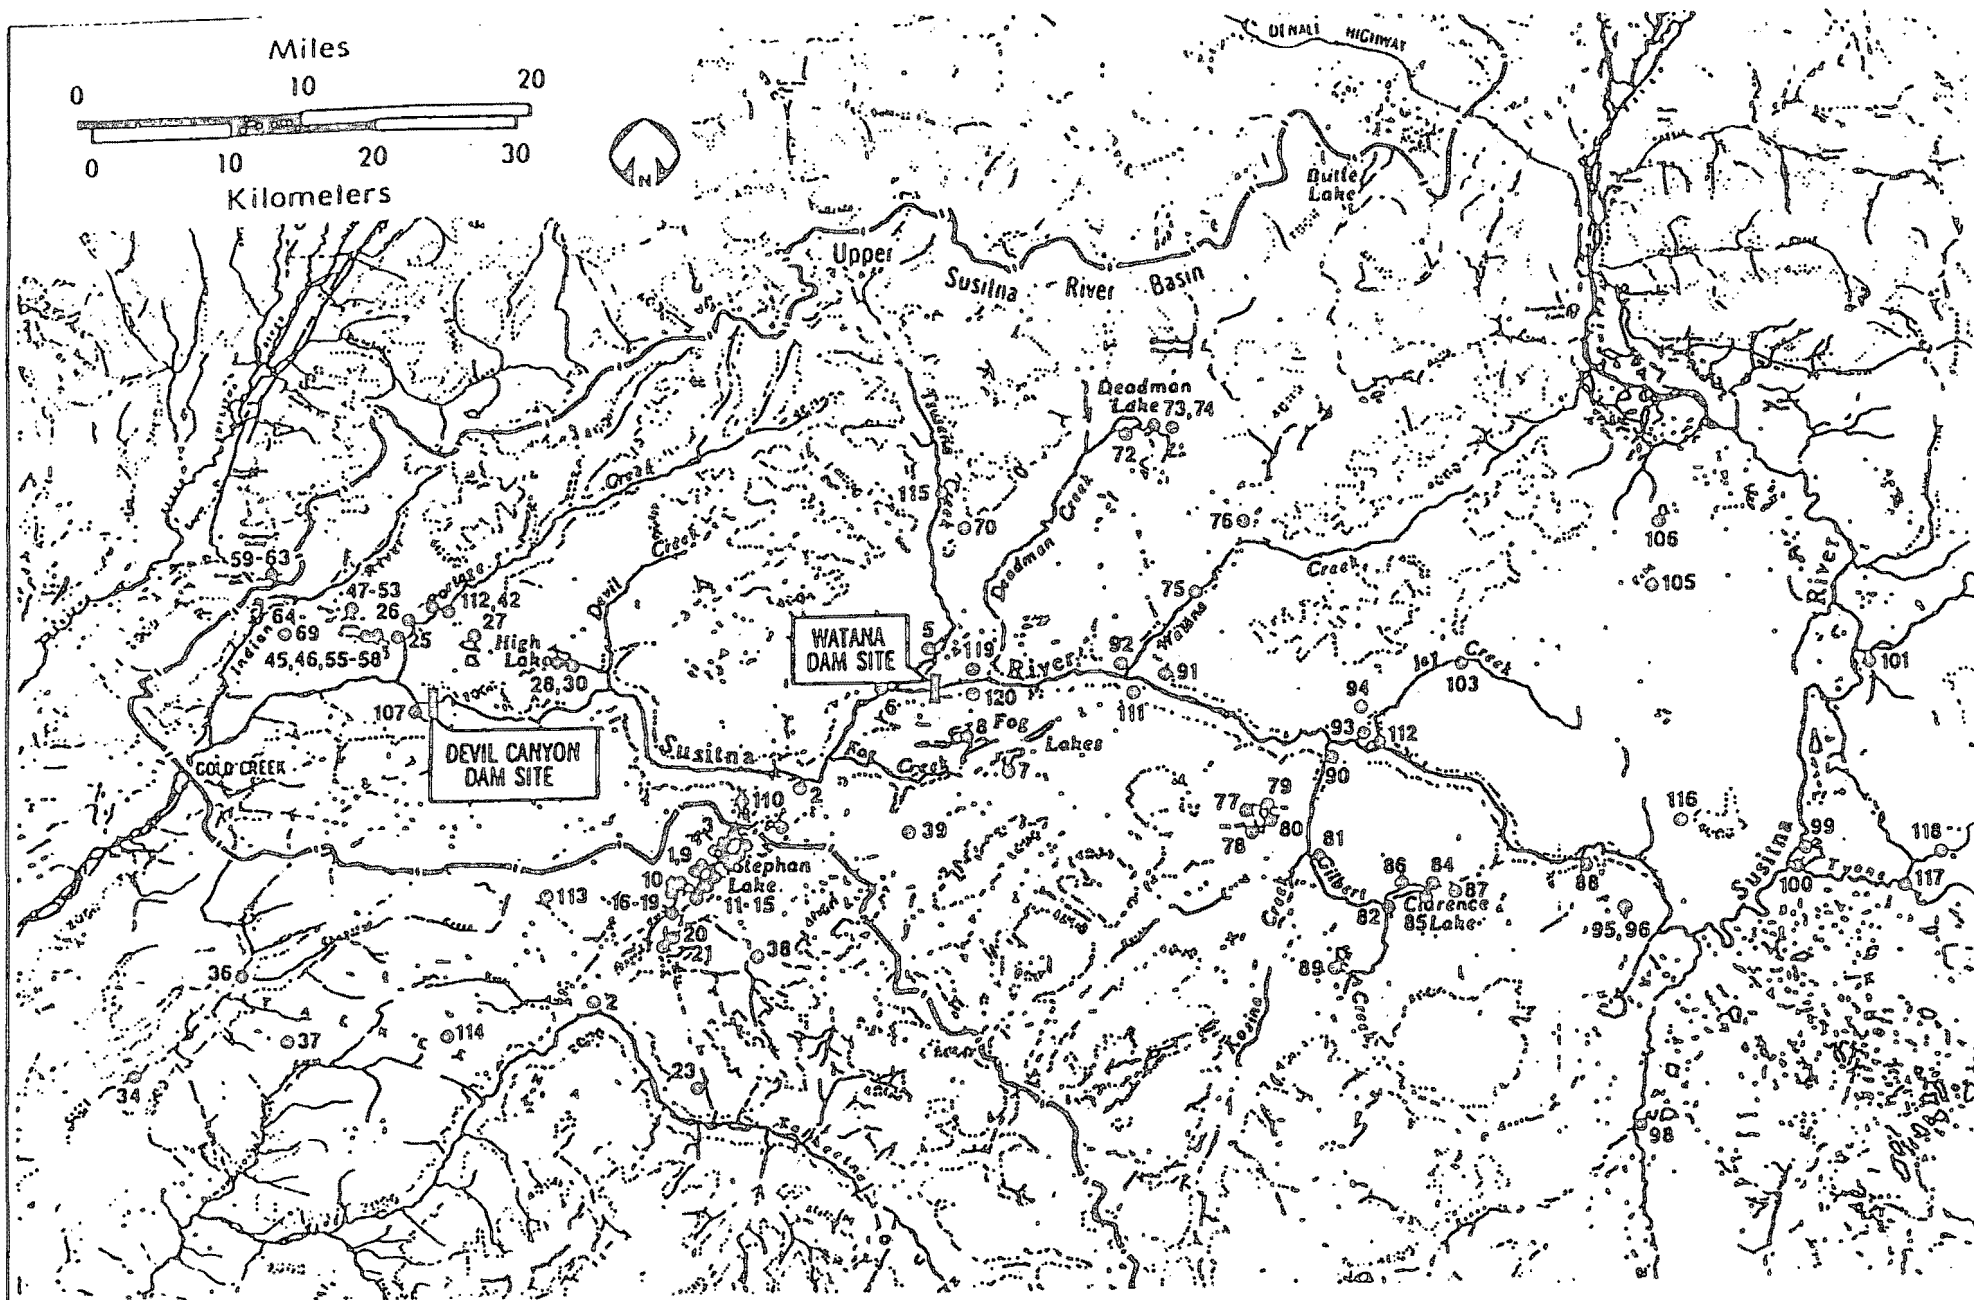 Miles
0 10 20
0 10 20 30
Kilometers
N
DENALI HIGHWAY
Butte
Lake
Upper
Susitna River Basin
Deadman
Lake 73,74
72
Tsusena
Creek
115
70
Deadman
Creek
76
75
Watana
Creek
106
105
River
101
59-63
64-
69
Indian
River
47-53
26
25
45,46,55-58
Portage
Creek
112,42
27
High
Lake
28,30
Devil
Creek
WATANA
DAM SITE
5
119
River
120
6
92
91
111
94
93
112
103
Creek
90
107
DEVIL CANYON
DAM SITE
GOLD CREEK
Susitna
Fog
Creek
8 Fog
Lakes
7
2
110
39
3
1,9
Stephan
Lake
10
11-15
16-19
20
21
38
113
77
79
80
78
81
Gilbert
Creek
86
84
87
Clarence
85 Lake
82
89
Creek
Kosina
88
95,96
116
Susitna
99
100
Tyone
118
117
98
36
37
34
114
2
23
Talkeetna